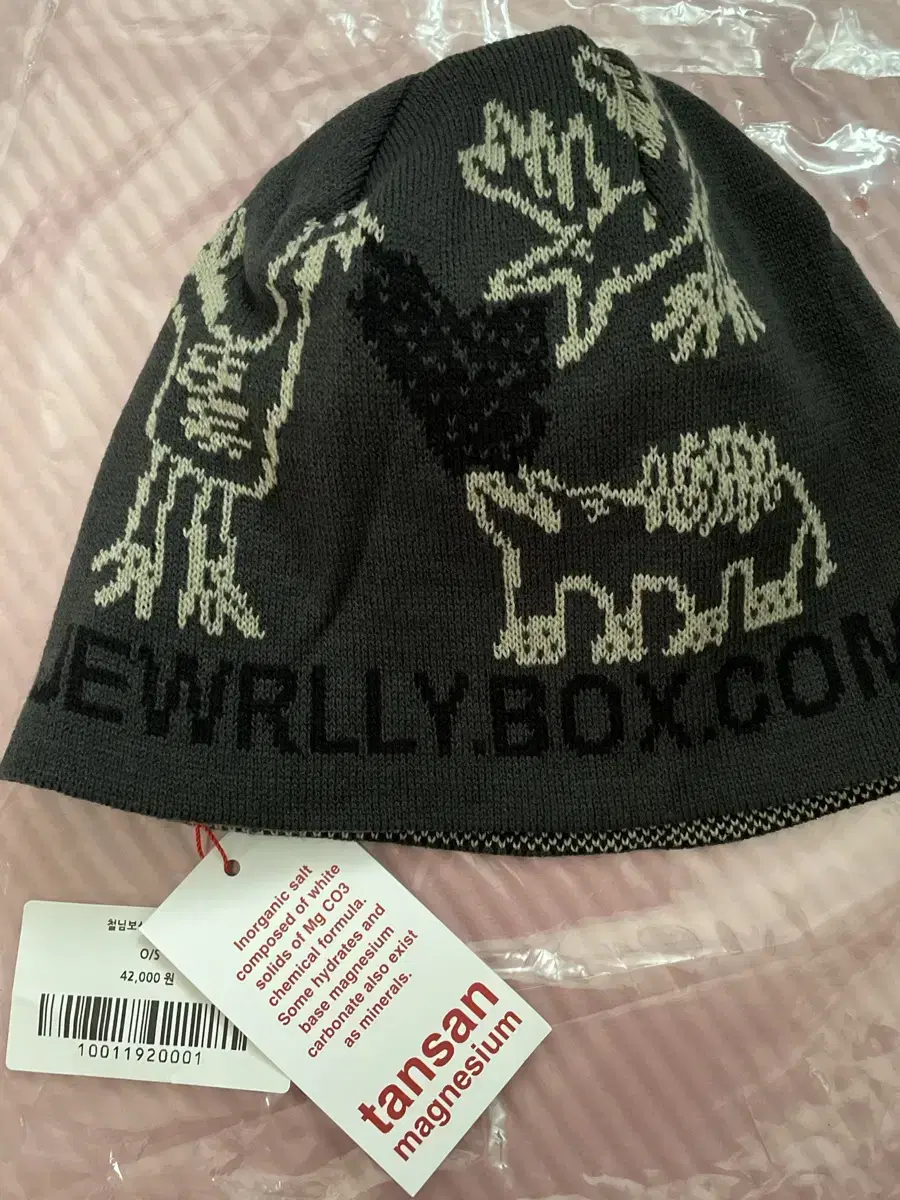 JEWRLLY.BOX.COM
Inorganic salt
composed of white
solids of Mg CO3
chemical formula.
Some hydrates and
base magnesium
carbonate also exist
as minerals.
tansan
magnesium
O/S
42,000 원
10011920001